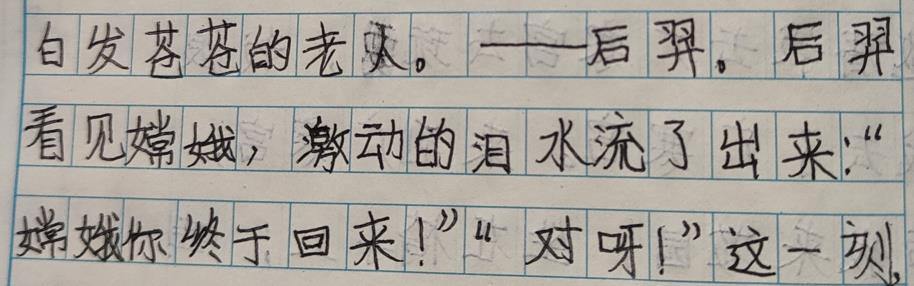 白发苍苍的老人。——后羿。后羿
看见嫦娥，激动的泪水流了出来：“
嫦娥你终于回来！”“对呀！”这一刻，